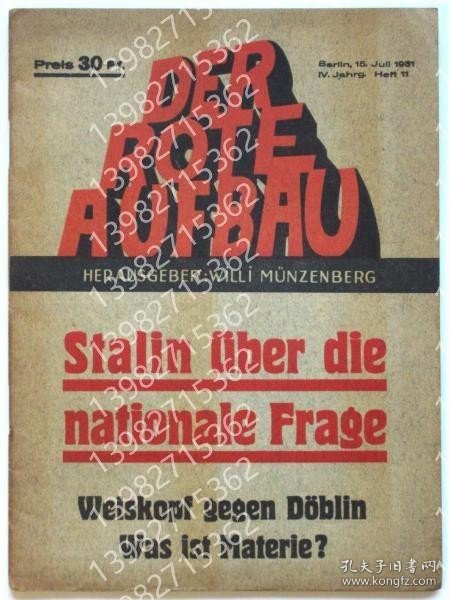 Preis 30 Pf.
Berlin, 15. Juli 1931
IV. Jahrg. Heft 11
DER
ROTE
AUFBAU
HERAUSGEBER: WILLI MÜNZENBERG
Stalin über die
nationale Frage
Weiskopf gegen Döblin
Was ist Materie?
13982715362
孔夫子旧书网
www.kongfz.com